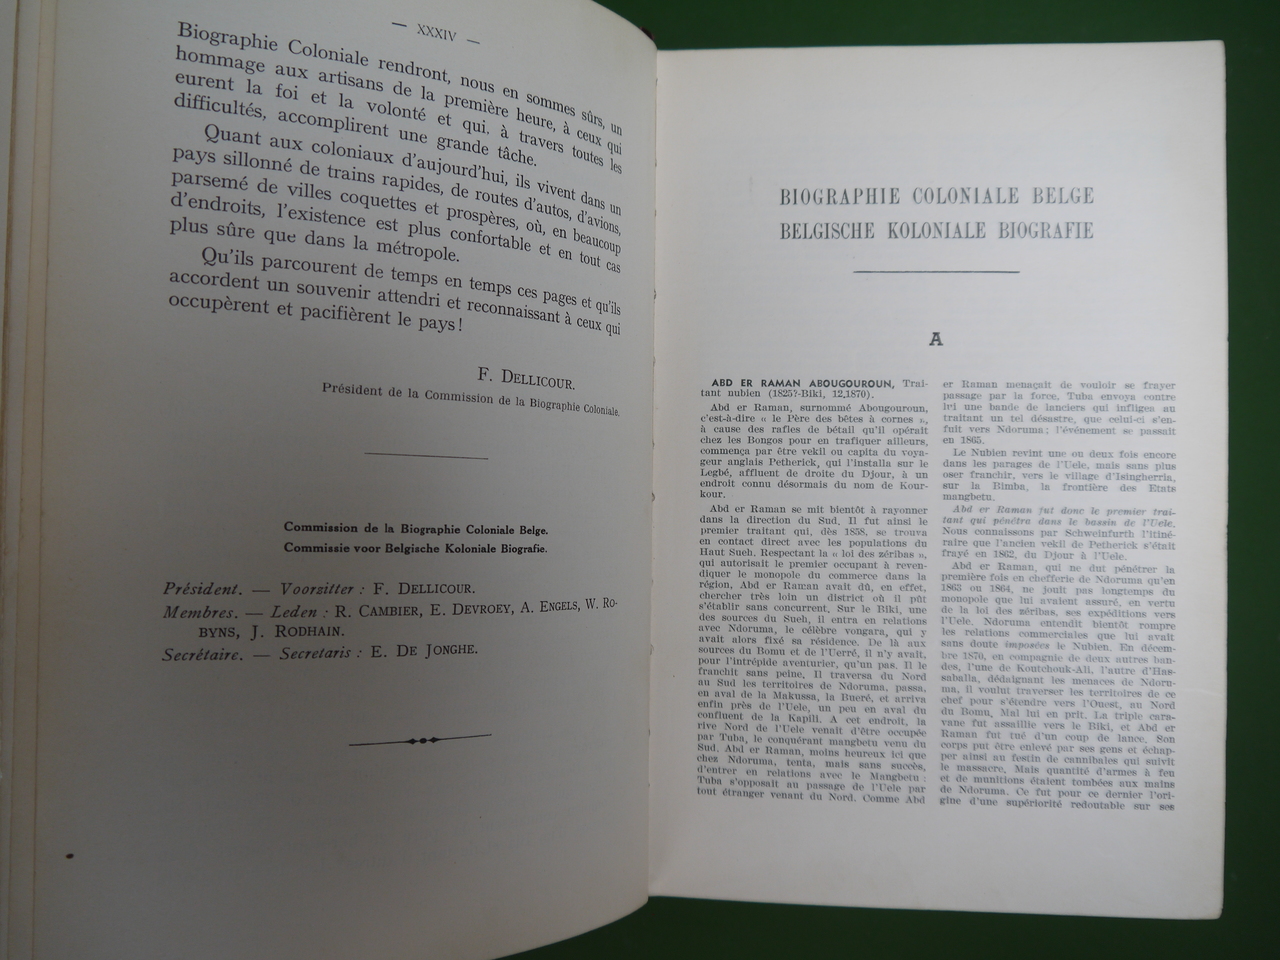 — XXXIV —
Biographie Coloniale rendront, nous en sommes sûrs, un
hommage aux artisans de la première heure, à ceux qui
eurent la foi et la volonté et qui, à travers toutes les
difficultés, accomplirent une grande tâche.
Quant aux coloniaux d'aujourd'hui, ils vivent dans un
pays sillonné de trains rapides, de routes d'autos, d'avions,
parsemé de villes coquettes et prospères, où, en beaucoup
d'endroits, l'existence est plus confortable et en tout cas
plus sûre que dans la métropole.
Qu'ils parcourent de temps en temps ces pages et qu'ils
accordent un souvenir attendri et reconnaissant à ceux qui
occupèrent et pacifièrent le pays !
F. DELLICOUR.
Président de la Commission de la Biographie Coloniale.
Commission de la Biographie Coloniale Belge.
Commissie voor Belgische Koloniale Biografie.
Président. — Voorzitter : F. DELLICOUR.
Membres. — Leden : R. CAMBIER, E. DEVROEY, A. ENGELS, W. RO-
BYNS, J. RODHAIN.
Secrétaire. — Secretaris : E. DE JONGHE.
BIOGRAPHIE COLONIALE BELGE
BELGISCHE KOLONIALE BIOGRAFIE
A
ABD ER RAMAN ABOUGOUROUN, Trai-
tant nubien (1825?-Biki, 12,1870).
Abd er Raman, surnommé Abougouroun,
c'est-à-dire « le Père des bêtes à cornes »,
à cause des rafles de bétail qu'il opérait
chez les Bongos pour en trafiquer ailleurs,
commença par être vekil ou capita du voya-
geur anglais Petherick, qui l'installa sur le
Legbé, affluent de droite du Djour, à un
endroit connu désormais du nom de Kour-
kour.
Abd er Raman se mit bientôt à rayonner
dans la direction du Sud. Il fut ainsi le
premier traitant qui, dès 1858, se trouva
en contact direct avec les populations du
Haut Sueh. Respectant la « loi des zéribas »,
qui autorisait le premier occupant à reven-
diquer le monopole du commerce dans la
région, Abd er Raman avait dû, en effet,
chercher très loin un district où il pût
s'établir sans concurrent. Sur le Biki, une
des sources du Sueh, il entra en relations
avec Ndoruma, le célèbre vongara, qui y
avait alors fixé sa résidence. De là aux
sources du Bomu et de l'Uerré, il n'y avait,
pour l'intrépide aventurier, qu'un pas. Il le
franchit sans peine. Il traversa du Nord
au Sud les territoires de Ndoruma, passa,
en aval de la Makussa, la Bueré, et arriva
enfin près de l'Uele, un peu en aval du
confluent de la Kapili. A cet endroit, la
rive Nord de l'Uele venait d'être occupée
par Tuba, le conquérant mangbetu venu du
Sud. Abd er Raman, moins heureux ici que
chez Ndoruma, tenta, mais sans succès,
d'entrer en relations avec le Mangbetu :
Tuba s'opposait au passage de l'Uele par
tout étranger venant du Nord. Comme Abd
er Raman menaçait de vouloir se frayer
passage par la force, Tuba envoya contre
lui une bande de lanciers qui infligea au
traitant un tel désastre, que celui-ci s'en-
fuit vers Ndoruma; l'événement se passait
en 1865.
Le Nubien revint une ou deux fois encore
dans les parages de l'Uele, mais sans plus
oser franchir, vers le village d'Isingherria,
sur la Bimba, la frontière des Etats
mangbetu.
Abd er Raman fut donc le premier trai-
tant qui pénétra dans le bassin de l'Uele.
Nous connaissons par Schweinfurth l'itiné-
raire que l'ancien vekil de Petherick s'était
frayé en 1862, du Djour à l'Uele.
Abd er Raman, qui ne dut pénétrer la
première fois en chefferie de Ndoruma qu'en
1863 ou 1864, ne jouit pas longtemps du
monopole que lui avaient assuré, en vertu
de la loi des zéribas, ses expéditions vers
l'Uele. Ndoruma entendit bientôt rompre
les relations commerciales que lui avait
sans doute imposées le Nubien. En décem-
bre 1870, en compagnie de deux autres ban-
des, l'une de Koutchouk-Ali, l'autre d'Has-
saballa, dédaignant les menaces de Ndoru-
ma, il voulut traverser les territoires de ce
chef pour s'étendre vers l'Ouest, au Nord
du Bomu. Mal lui en prit. La triple cara-
vane fut assaillie vers le Biki, et Abd er
Raman fut tué d'un coup de lance. Son
corps put être enlevé par ses gens et échap-
per ainsi au festin de cannibales qui suivit
le massacre. Mais quantité d'armes à feu
et de munitions étaient tombées aux mains
de Ndoruma. Ce fut pour ce dernier l'ori-
gine d'une supériorité redoutable sur ses